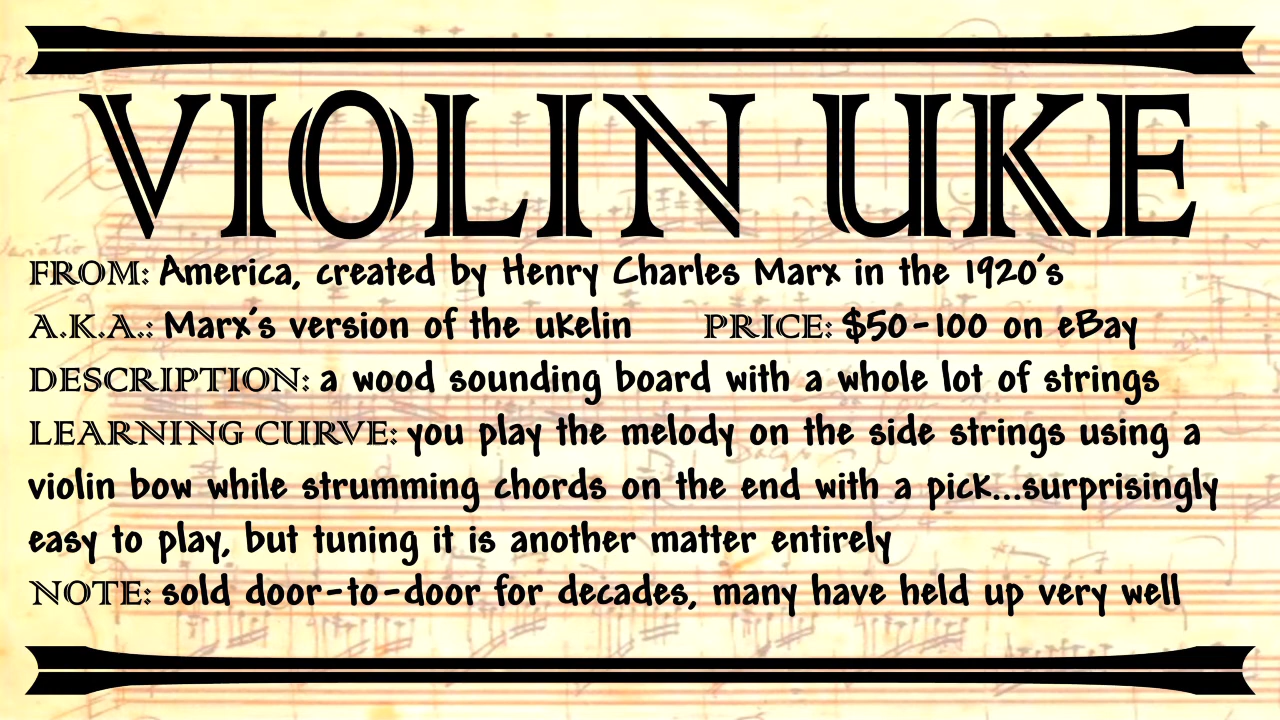 VIOLIN UKE
FROM: America, created by Henry Charles Marx in the 1920's
A.K.A.: Marx's version of the ukelin PRICE: $50-100 on eBay
DESCRIPTION: a wood sounding board with a whole lot of strings
LEARNING CURVE: you play the melody on the side strings using a
violin bow while strumming chords on the end with a pick...surprisingly
easy to play, but tuning it is another matter entirely
NOTE: sold door-to-door for decades, many have held up very well